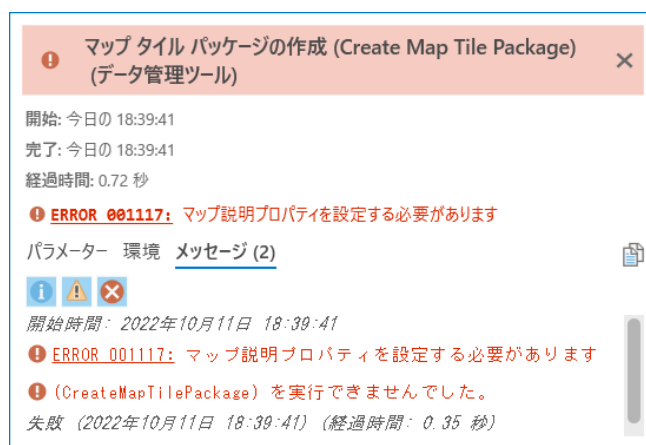 マップ タイル パッケージの作成 (Create Map Tile Package)
(データ管理ツール)
開始: 今日の 18:39:41
完了: 今日の 18:39:41
経過時間: 0.72 秒
ERROR 001117: マップ説明プロパティを設定する必要があります
パラメーター 環境 メッセージ (2)
開始時間: 2022年10月11日 18:39:41
ERROR 001117: マップ説明プロパティを設定する必要があります
(CreateMapTilePackage) を実行できませんでした。
失敗 (2022年10月11日 18:39:41) (経過時間: 0.35 秒)